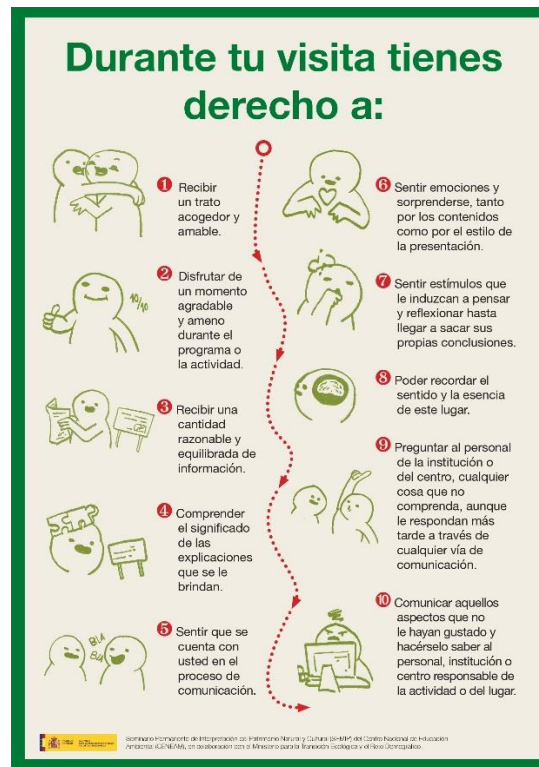 Durante tu visita tienes
derecho a:
1 Recibir
un trato
acogedor y
amable.
2 Disfrutar de
un momento
agradable
y ameno
durante el
programa o
la actividad.
10/10
3 Recibir una
cantidad
razonable y
equilibrada de
información.
4 Comprender
el significado
de las
explicaciones
que se le
brindan.
5 Sentir que se
cuenta con
usted en el
proceso de
comunicación.
BLA
BLA
6 Sentir emociones y
sorprenderse, tanto
por los contenidos
como por el estilo de
la presentación.
7 Sentir estímulos que
le induzcan a pensar
y reflexionar hasta
llegar a sacar sus
propias conclusiones.
8 Poder recordar el
sentido y la esencia
de este lugar.
9 Preguntar al personal
de la institución o
del centro, cualquier
cosa que no
comprenda, aunque
le respondan más
tarde a través de
cualquier vía de
comunicación.
10 Comunicar aquellos
aspectos que no
le hayan gustado y
hacérselo saber al
personal, institución o
centro responsable de
la actividad o del lugar.
Seminario Permanente de Interpretación del Patrimonio Natural y Cultural (SEMIP) del Centro Nacional de Educación
Ambiental (CENEAM), en colaboración con el Ministerio para la Transición Ecológica y el Reto Demográfico.